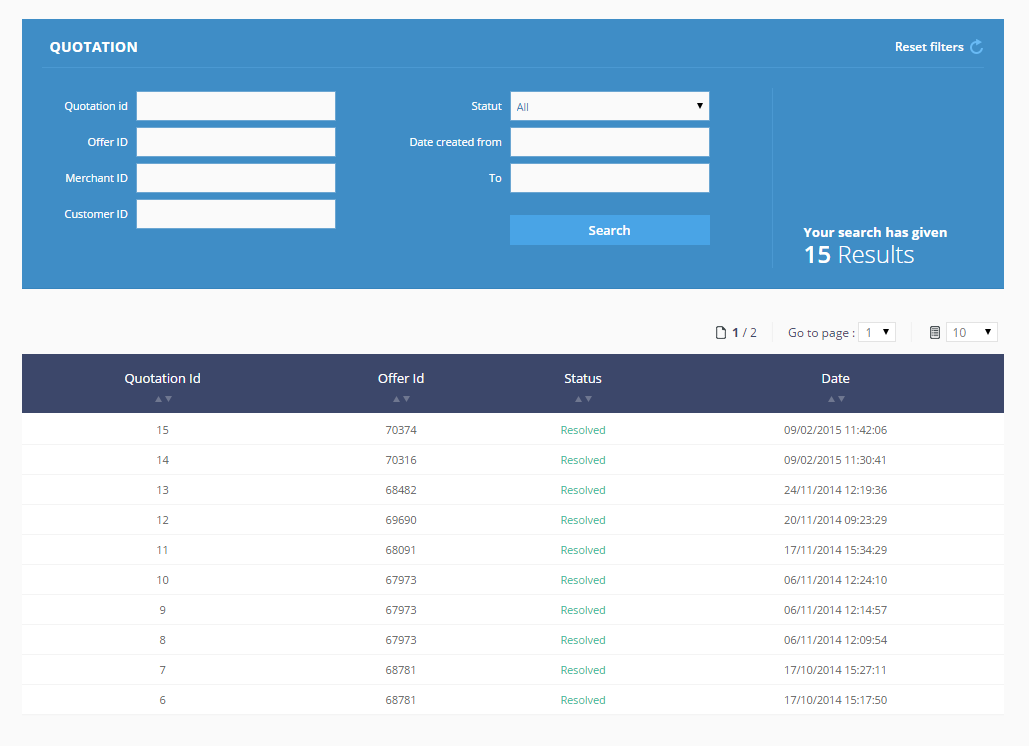 QUOTATION
Reset filters
Quotation id
Statut All
Offer ID
Date created from
Merchant ID
To
Customer ID
Search
Your search has given
15 Results
1 / 2 Go to page : 1 10
Quotation Id Offer Id Status Date
15 70374 Resolved 09/02/2015 11:42:06
14 70316 Resolved 09/02/2015 11:30:41
13 68482 Resolved 24/11/2014 12:19:36
12 69690 Resolved 20/11/2014 09:23:29
11 68091 Resolved 17/11/2014 15:34:29
10 67973 Resolved 06/11/2014 12:24:10
9 67973 Resolved 06/11/2014 12:14:57
8 67973 Resolved 06/11/2014 12:09:54
7 68781 Resolved 17/10/2014 15:27:11
6 68781 Resolved 17/10/2014 15:17:50